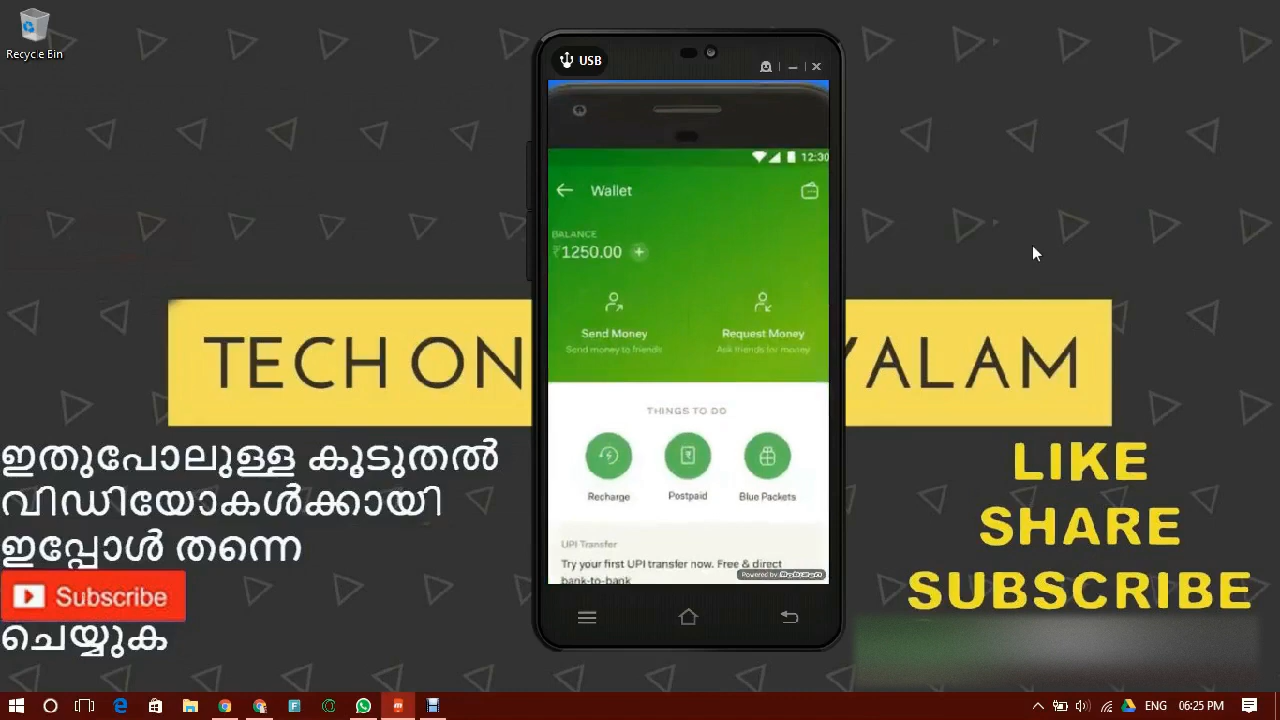 Recycle Bin
USB
12:30
Wallet
BALANCE
₹1250.00 +
Send Money
Send money to friends
Request Money
Ask friends for money
TECH ON
YALAM
THINGS TO DO
Recharge
Postpaid
Blue Packets
UPI Transfer
Try your first UPI transfer now. Free & direct
bank-to-bank
Powered by
ഇതുപോലുള്ള കൂടുതൽ
വിഡിയോകൾക്കായി
ഇപ്പോൾ തന്നെ
Subscribe
ചെയ്യുക
LIKE
SHARE
SUBSCRIBE
06:25 PM